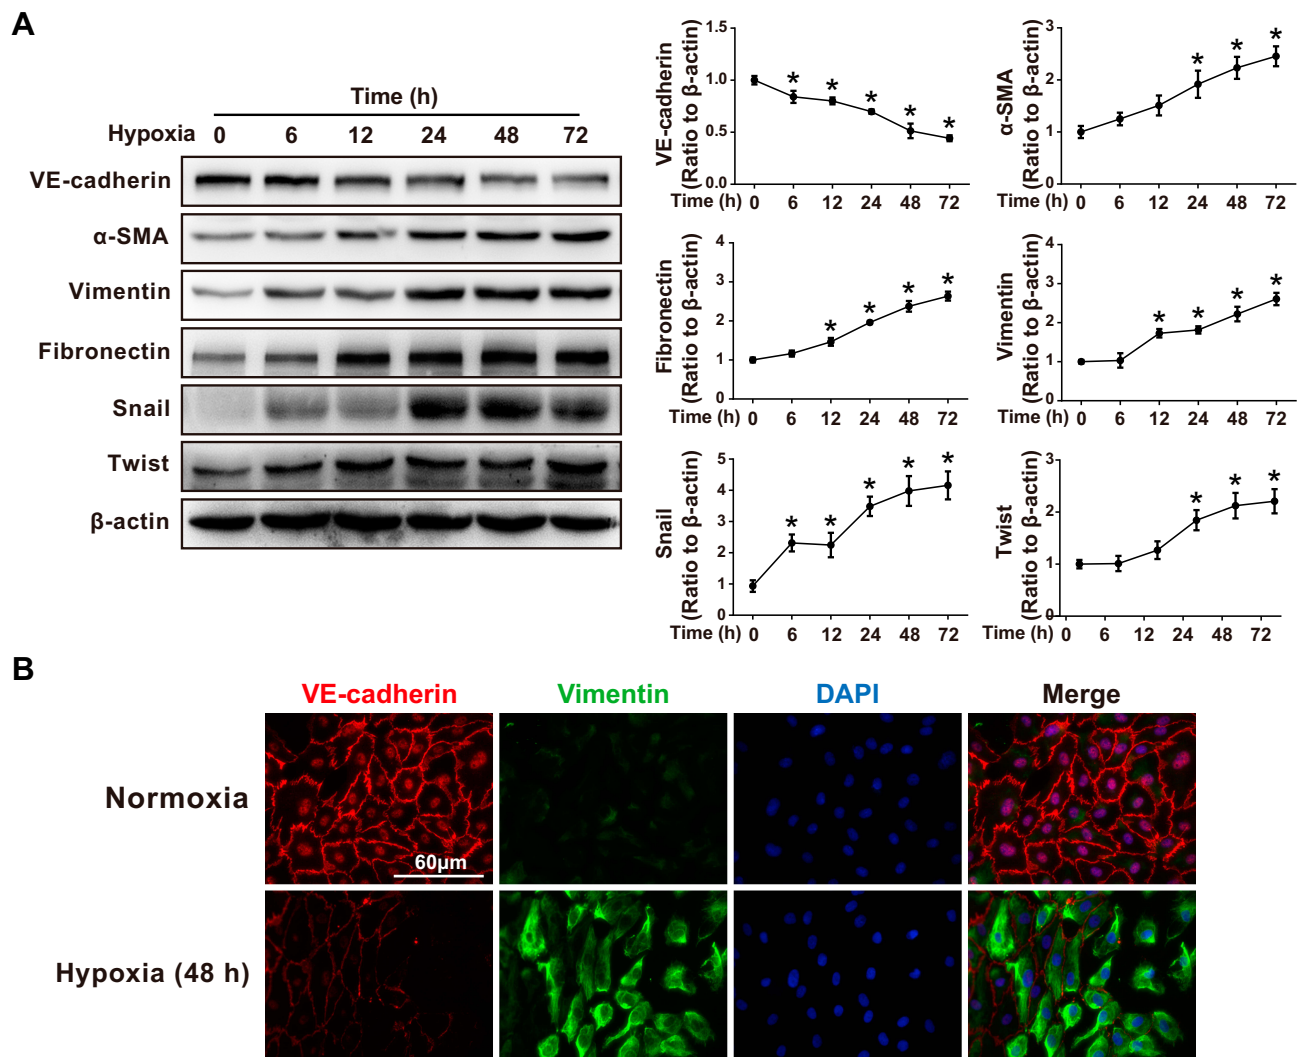 A
Time (h)
Hypoxia 0 6 12 24 48 72
VE-cadherin
α-SMA
Vimentin
Fibronectin
Snail
Twist
β-actin
VE-cadherin
(Ratio to β-actin)
1.5
1.0
0.5
0.0
* * * * *
Time (h) 0 6 12 24 48 72
α-SMA
(Ratio to β-actin)
3
2
1
0
* * *
Time (h) 0 6 12 24 48 72
Fibronectin
(Ratio to β-actin)
4
3
2
1
0
* * * *
Time (h) 0 6 12 24 48 72
Vimentin
(Ratio to β-actin)
4
3
2
1
0
* * * *
Time (h) 0 6 12 24 48 72
Snail
(Ratio to β-actin)
5
4
3
2
1
0
* * * * *
Time (h) 0 6 12 24 48 72
Twist
(Ratio to β-actin)
3
2
1
0
* * *
Time (h) 0 6 12 24 48 72
B
VE-cadherin Vimentin DAPI Merge
Normoxia
60μm
Hypoxia (48 h)